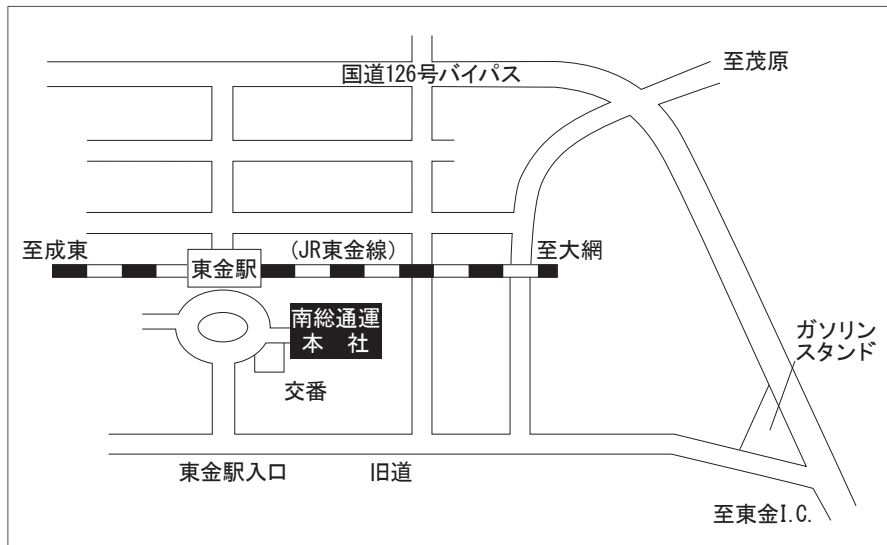 国道126号バイパス
至茂原
至成東
東金駅
(JR東金線)
至大網
南総通運
本　社
ガソリン
スタンド
交番
東金駅入口
旧道
至東金I.C.